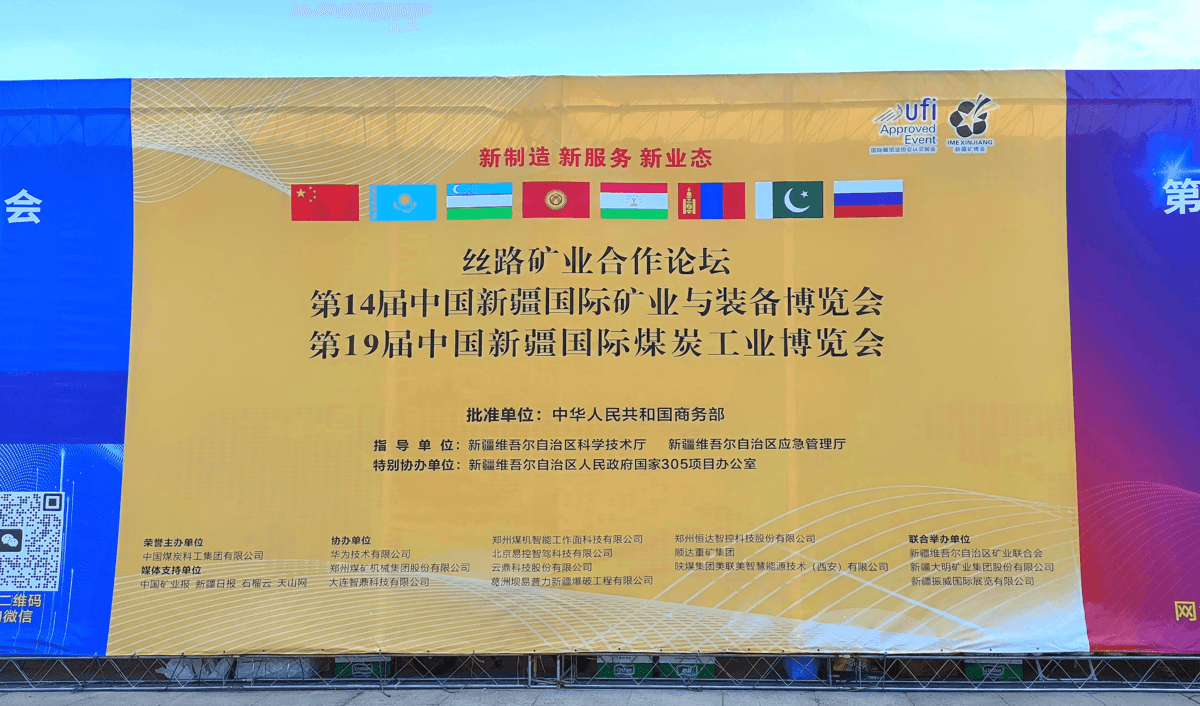 会
ufi
Approved
Event
国际展览业协会认证展会
IMEXINJIANG
新疆矿博会
第
新制造 新服务 新业态
丝路矿业合作论坛
第14届中国新疆国际矿业与装备博览会
第19届中国新疆国际煤炭工业博览会
批准单位：中华人民共和国商务部
指导单位：新疆维吾尔自治区科学技术厅 新疆维吾尔自治区应急管理厅
特别协办单位：新疆维吾尔自治区人民政府国家305项目办公室
荣誉主办单位
中国煤炭科工集团有限公司
媒体支持单位
中国矿业报 新疆日报 石榴云 天山网
协办单位
华为技术有限公司
郑州煤矿机械集团股份有限公司
大连智鼎科技有限公司
郑州煤机智能工作面科技有限公司
北京易控智驾科技有限公司
云鼎科技股份有限公司
葛洲坝易普力新疆爆破工程有限公司
郑州恒达智控科技股份有限公司
顺达重矿集团
陕煤集团美联美智慧能源技术（西安）有限公司
联合举办单位
新疆维吾尔自治区矿业联合会
新疆大明矿业集团股份有限公司
新疆振威国际展览有限公司
二维码
微信
网